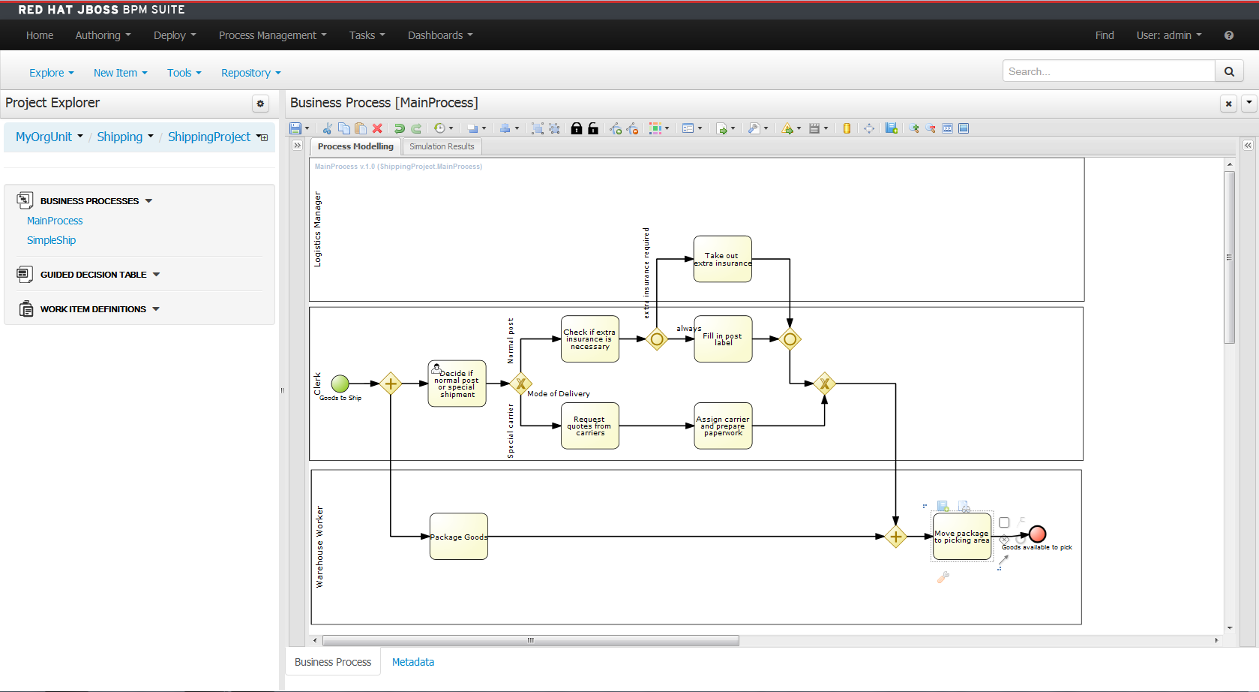 RED HAT JBOSS BPM SUITE
Home Authoring Deploy Process Management Tasks Dashboards Find User: admin
Explore New Item Tools Repository Search...
Project Explorer
MyOrgUnit / Shipping / ShippingProject
BUSINESS PROCESSES
MainProcess
SimpleShip
GUIDED DECISION TABLE
WORK ITEM DEFINITIONS
Business Process [MainProcess]
Process Modelling Simulation Results
MainProcess v.1.0 (ShippingProject.MainProcess)
Logistics Manager
extra insurance required
Take out
extra insurance
Clerk
Goods to Ship
Decide if
normal post
or special
shipment
Normal post
Special carrier
Mode of Delivery
Check if extra
insurance is
necessary
always
Fill in post
label
Request
quotes from
carriers
Assign carrier
and prepare
paperwork
Warehouse Worker
Package Goods
Move package
to picking area
Goods available to pick
Business Process Metadata